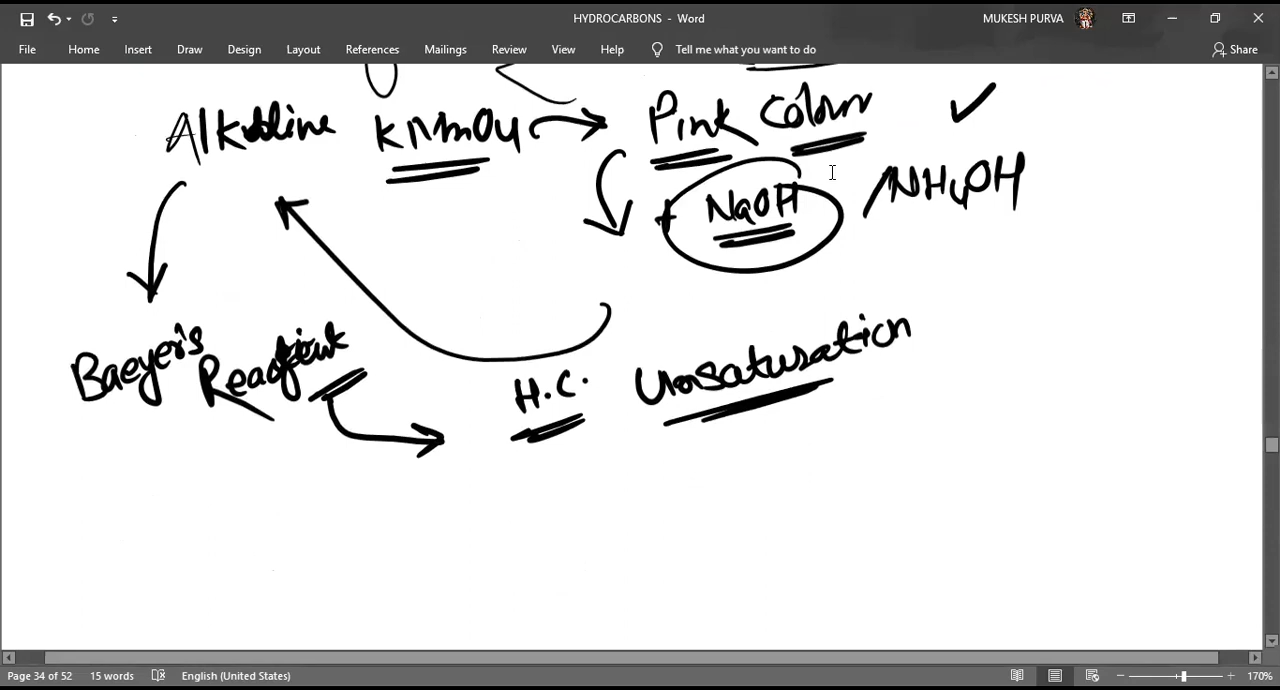 HYDROCARBONS - Word
MUKESH PURVA
File Home Insert Draw Design Layout References Mailings Review View Help Tell me what you want to do Share
Alkaline KMnO4 → Pink Colour ✓
+ NaOH / NH4OH
Baeyer's Reagent
H.C. Unsaturation
Page 34 of 52 15 words English (United States) 170%